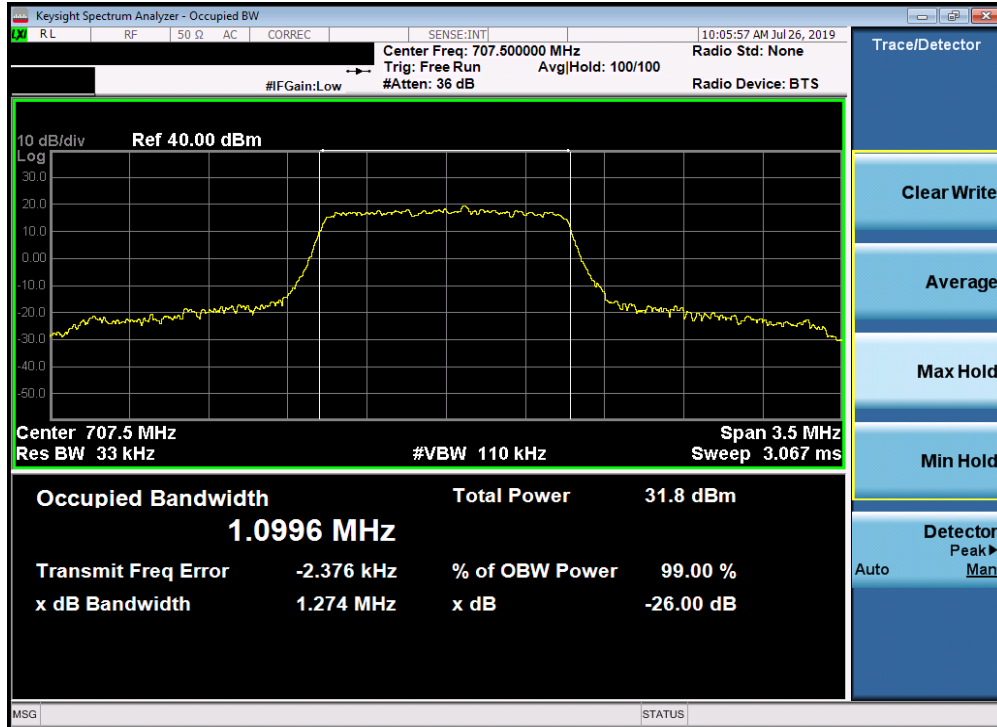 Keysight Spectrum Analyzer - Occupied BW
LXI RL RF 50 Ω AC CORREC SENSE:INT 10:05:57 AM Jul 26, 2019
Center Freq: 707.500000 MHz Radio Std: None
Trig: Free Run Avg|Hold: 100/100
#IFGain:Low #Atten: 36 dB Radio Device: BTS
10 dB/div Ref 40.00 dBm
Log
30.0
20.0
10.0
0.00
-10.0
-20.0
-30.0
-40.0
-50.0
Center 707.5 MHz Span 3.5 MHz
Res BW 33 kHz #VBW 110 kHz Sweep 3.067 ms
Occupied Bandwidth Total Power 31.8 dBm
1.0996 MHz
Transmit Freq Error -2.376 kHz % of OBW Power 99.00 %
x dB Bandwidth 1.274 MHz x dB -26.00 dB
MSG STATUS
Trace/Detector
Clear Write
Average
Max Hold
Min Hold
Detector
Peak▶
Auto Man